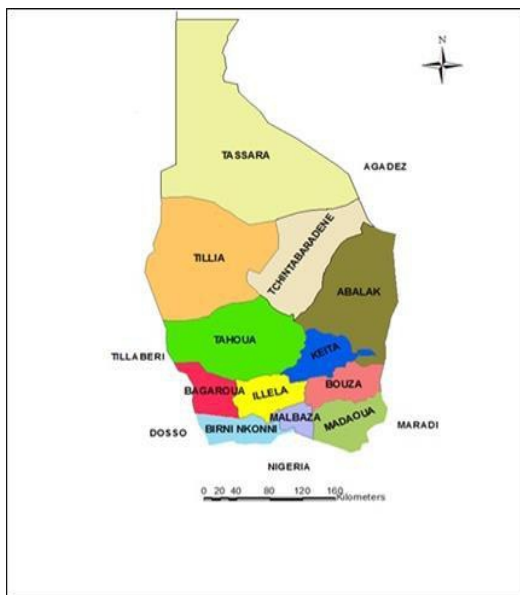 N
TASSARA
AGADEZ
TCHINTABARADENE
TILLIA
ABALAK
TAHOUA
KEITA
TILLABERI
BAGAROUA
ILLELA
BOUZA
MALBAZA
MADAOUA
MARADI
DOSSO
BIRNI NKONNI
NIGERIA
0 20 40 80 120 160
Kilometers